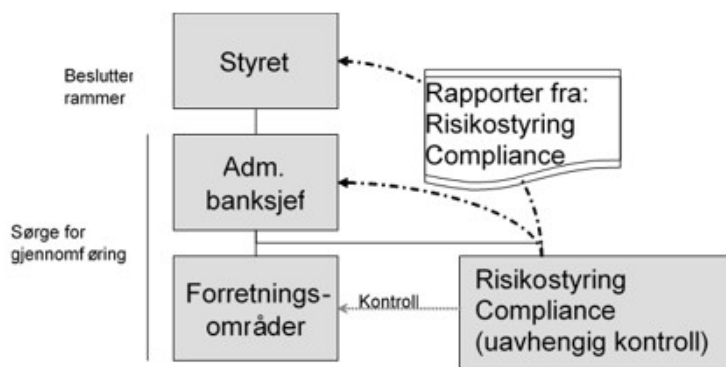 Styret
Beslutter
rammer
Rapporter fra:
Risikostyring
Compliance
Adm.
banksjef
Sørge for
gjennomføring
Forretnings-
områder
Kontroll
Risikostyring
Compliance
(uavhengig kontroll)